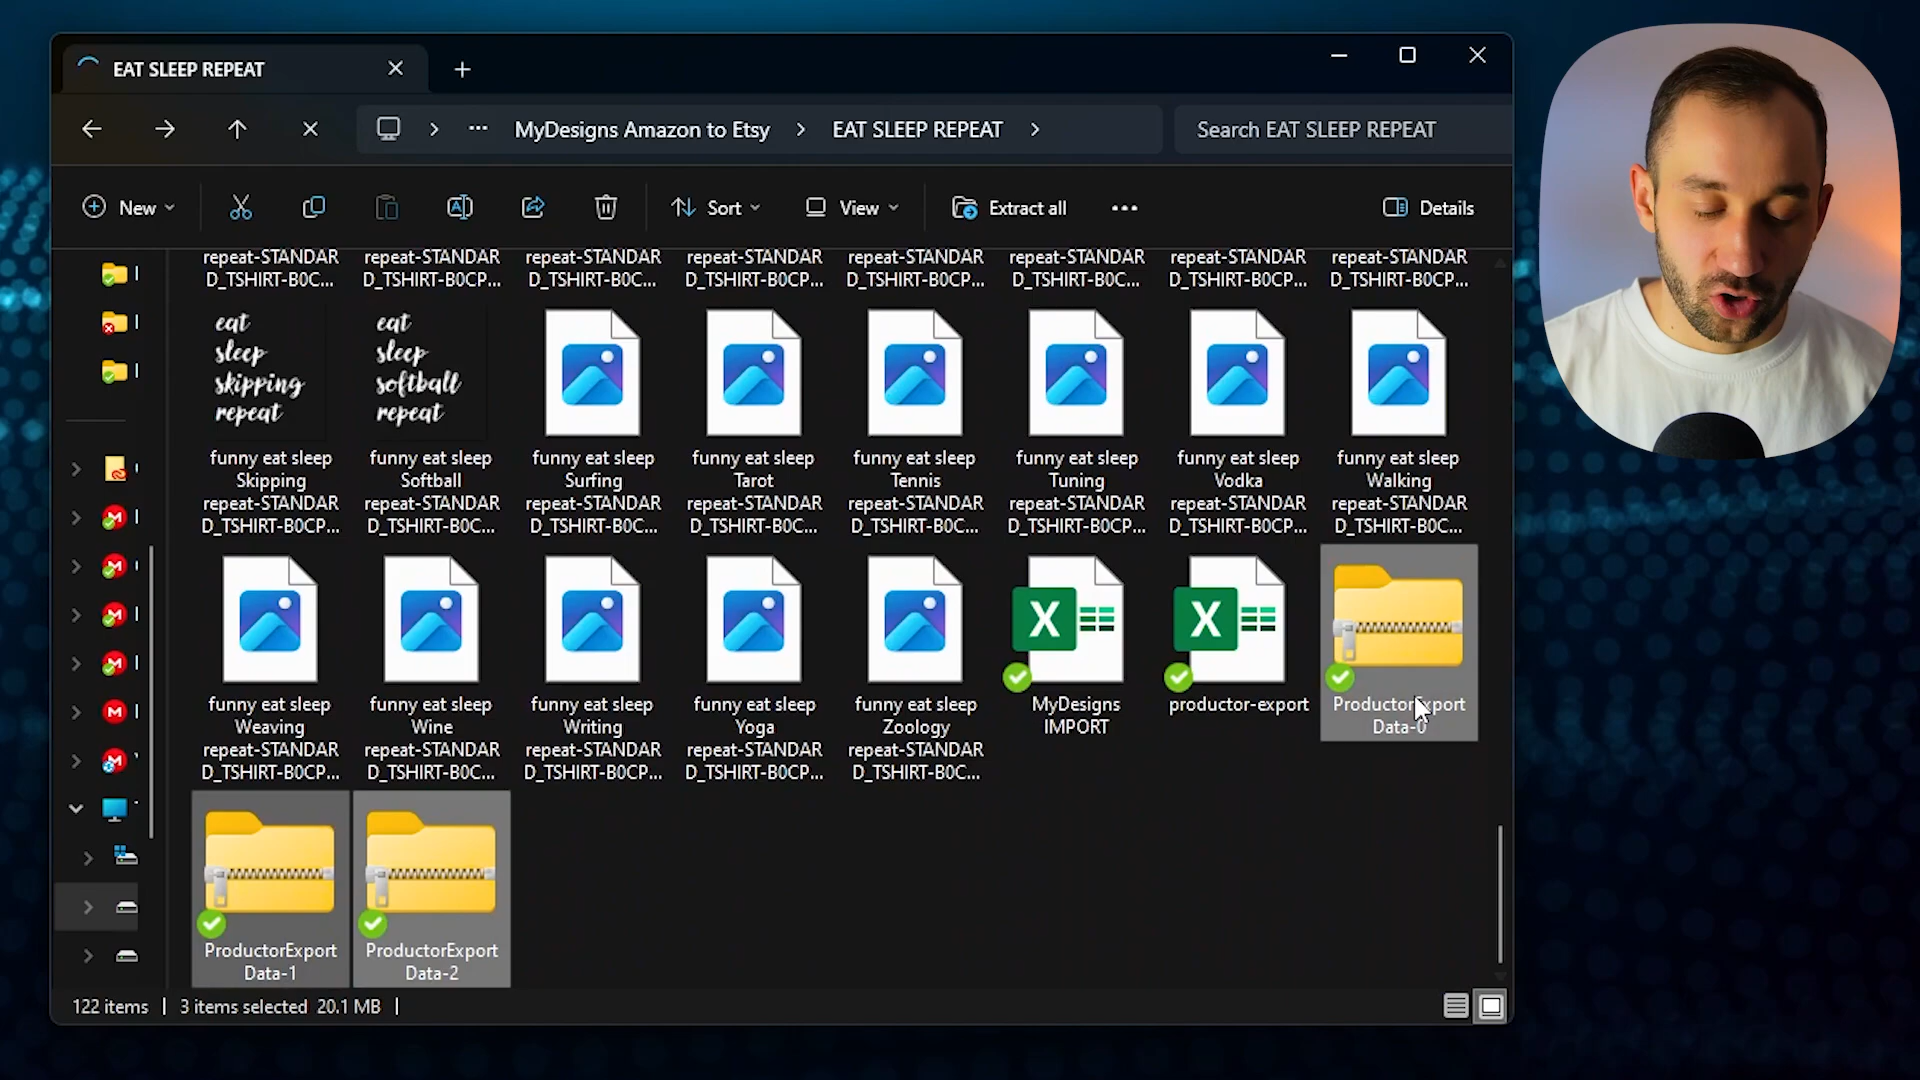 EAT SLEEP REPEAT
MyDesigns Amazon to Etsy
EAT SLEEP REPEAT
Search EAT SLEEP REPEAT
New
Sort
View
Extract all
Details
repeat-STANDAR
D_TSHIRT-B0C...
repeat-STANDAR
D_TSHIRT-B0CP...
repeat-STANDAR
D_TSHIRT-B0C...
repeat-STANDAR
D_TSHIRT-B0CP...
repeat-STANDAR
D_TSHIRT-B0CP...
repeat-STANDAR
D_TSHIRT-B0C...
repeat-STANDAR
D_TSHIRT-B0CP...
repeat-STANDAR
D_TSHIRT-B0CP...
eat
sleep
skipping
repeat
funny eat sleep
Skipping
repeat-STANDAR
D_TSHIRT-B0CP...
eat
sleep
softball
repeat
funny eat sleep
Softball
repeat-STANDAR
D_TSHIRT-B0C...
funny eat sleep
Surfing
repeat-STANDAR
D_TSHIRT-B0C...
funny eat sleep
Tarot
repeat-STANDAR
D_TSHIRT-B0CP...
funny eat sleep
Tennis
repeat-STANDAR
D_TSHIRT-B0C...
funny eat sleep
Tuning
repeat-STANDAR
D_TSHIRT-B0CP...
funny eat sleep
Vodka
repeat-STANDAR
D_TSHIRT-B0CP...
funny eat sleep
Walking
repeat-STANDAR
D_TSHIRT-B0C...
funny eat sleep
Weaving
repeat-STANDAR
D_TSHIRT-B0CP...
funny eat sleep
Wine
repeat-STANDAR
D_TSHIRT-B0C...
funny eat sleep
Writing
repeat-STANDAR
D_TSHIRT-B0CP...
funny eat sleep
Yoga
repeat-STANDAR
D_TSHIRT-B0CP...
funny eat sleep
Zoology
repeat-STANDAR
D_TSHIRT-B0C...
MyDesigns
IMPORT
productor-export
ProductorExport
Data-0
ProductorExport
Data-1
ProductorExport
Data-2
122 items
3 items selected 20.1 MB